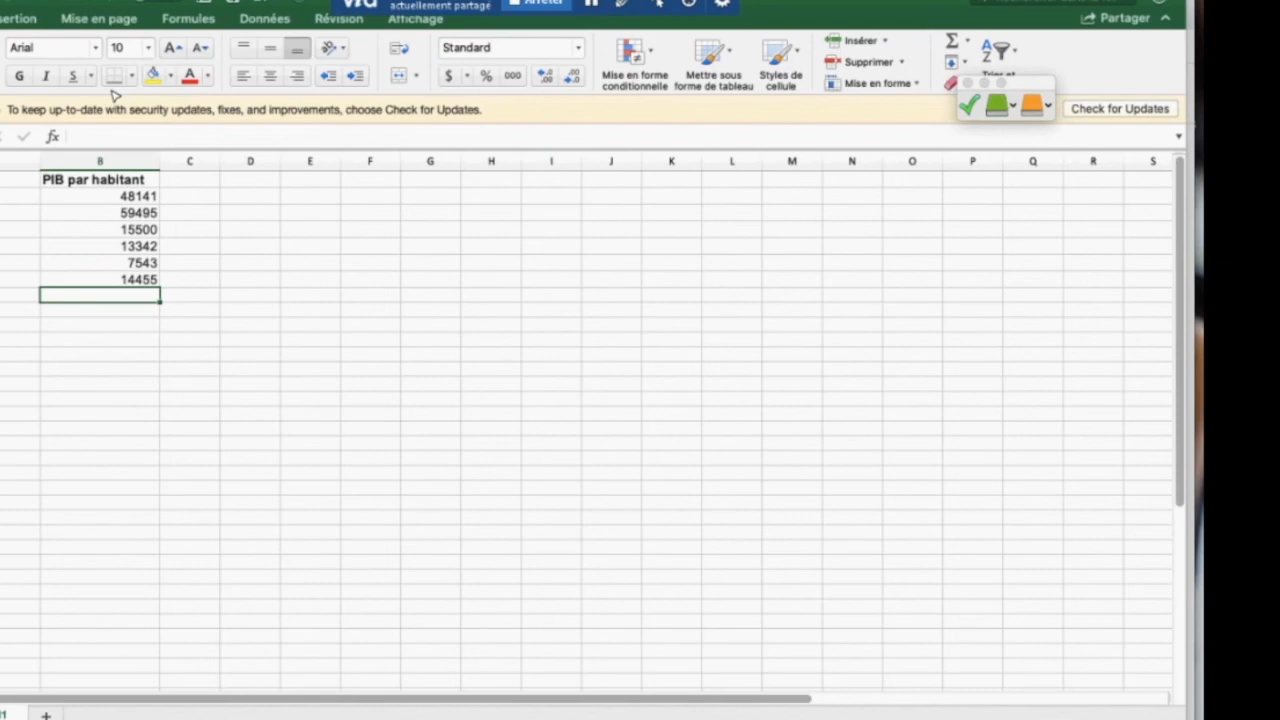 actuellement partagé
Arrêter
sertion Mise en page Formules Données Révision Affichage Partager
Arial 10 A A Standard Insérer
G I S A $ % 000 Mise en forme conditionnelle Mettre sous forme de tableau Styles de cellule Supprimer Mise en forme
To keep up-to-date with security updates, fixes, and improvements, choose Check for Updates. Check for Updates
fx
B C D E F G H I J K L M N O P Q R S
PIB par habitant
48141
59495
15500
13342
7543
14455